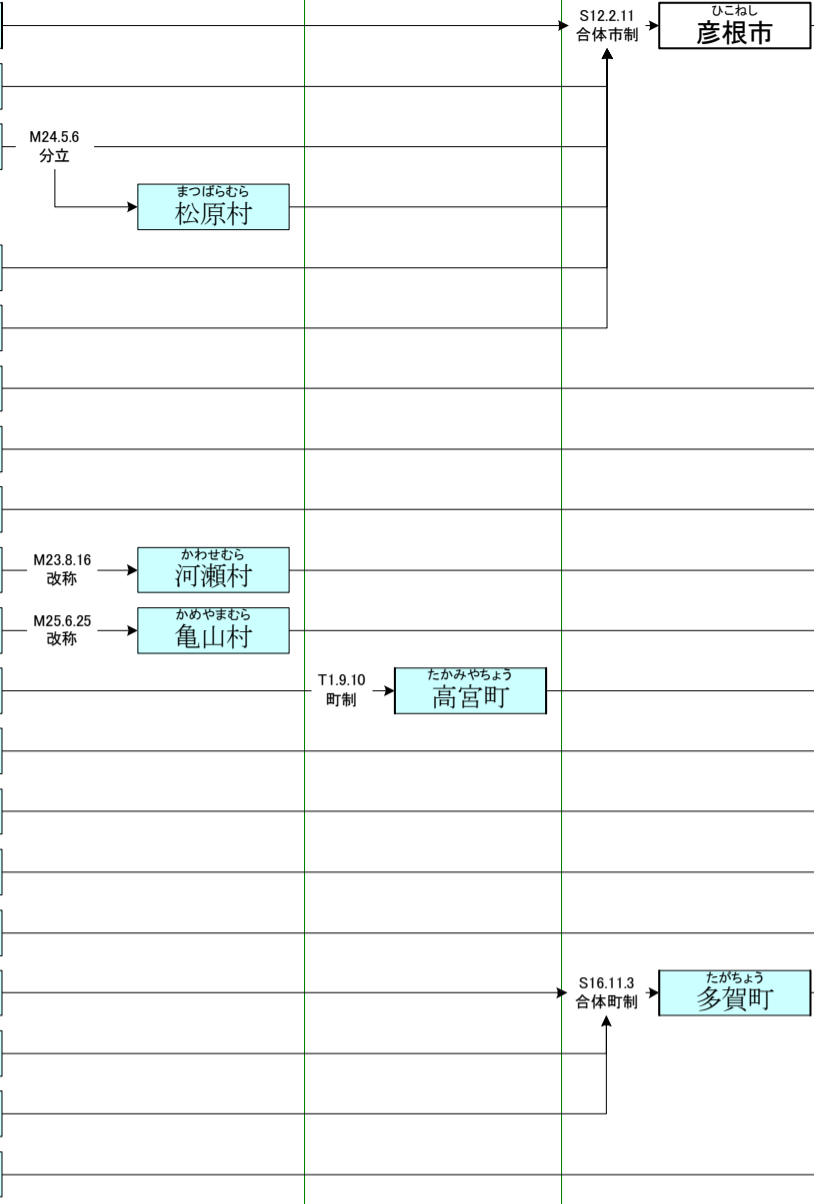 S12.2.11
合体市制
ひこねし
彦根市
M24.5.6
分立
まつばらむら
松原村
M23.8.16
改称
かわせむら
河瀬村
M25.6.25
改称
かめやまむら
亀山村
T1.9.10
町制
たかみやちょう
高宮町
S16.11.3
合体町制
たがちょう
多賀町